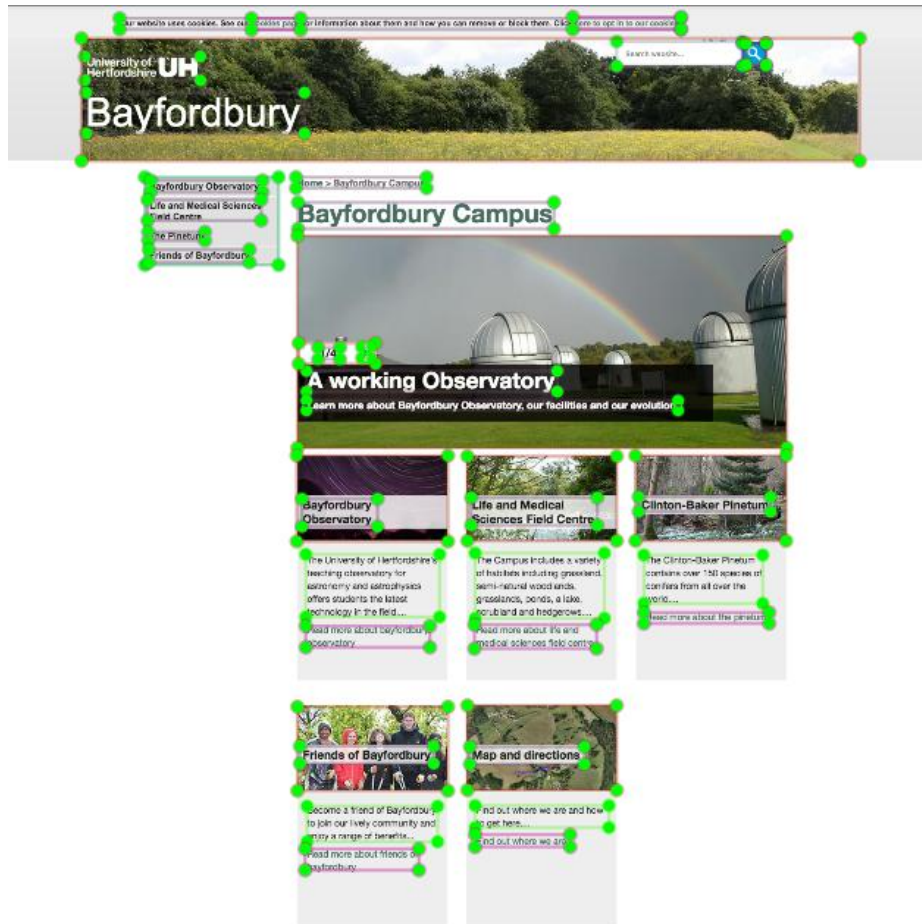 Our website uses cookies. See our cookies page for information about them and how you can remove or block them. Click here to opt in to our cookies
Search website...
University of
Hertfordshire UH
Bayfordbury
Bayfordbury Observatory
Life and Medical Sciences
Field Centre
The Pinetum
Friends of Bayfordbury
Home > Bayfordbury Campus
Bayfordbury Campus
1/4
A working Observatory
Learn more about Bayfordbury Observatory, our facilities and our evolution
Bayfordbury
Observatory
The University of Hertfordshire's
teaching observatory for
astronomy and astrophysics
offers students the latest
technology in the field....
Read more about bayfordbury
observatory
Life and Medical
Sciences Field Centre
The Campus includes a variety
of habitats including grassland,
semi-natural woodlands,
grasslands, ponds, a lake,
scrubland and hedgerows....
Read more about life and
medical sciences field centre
Clinton-Baker Pinetum
The Clinton-Baker Pinetum
contains over 150 species of
conifers from all over the
world....
Read more about the pinetum
Friends of Bayfordbury
Become a friend of Bayfordbury
to join our lively community and
enjoy a range of benefits...
Read more about friends of
bayfordbury
Map and directions
Find out where we are and how
to get here....
Find out where we are